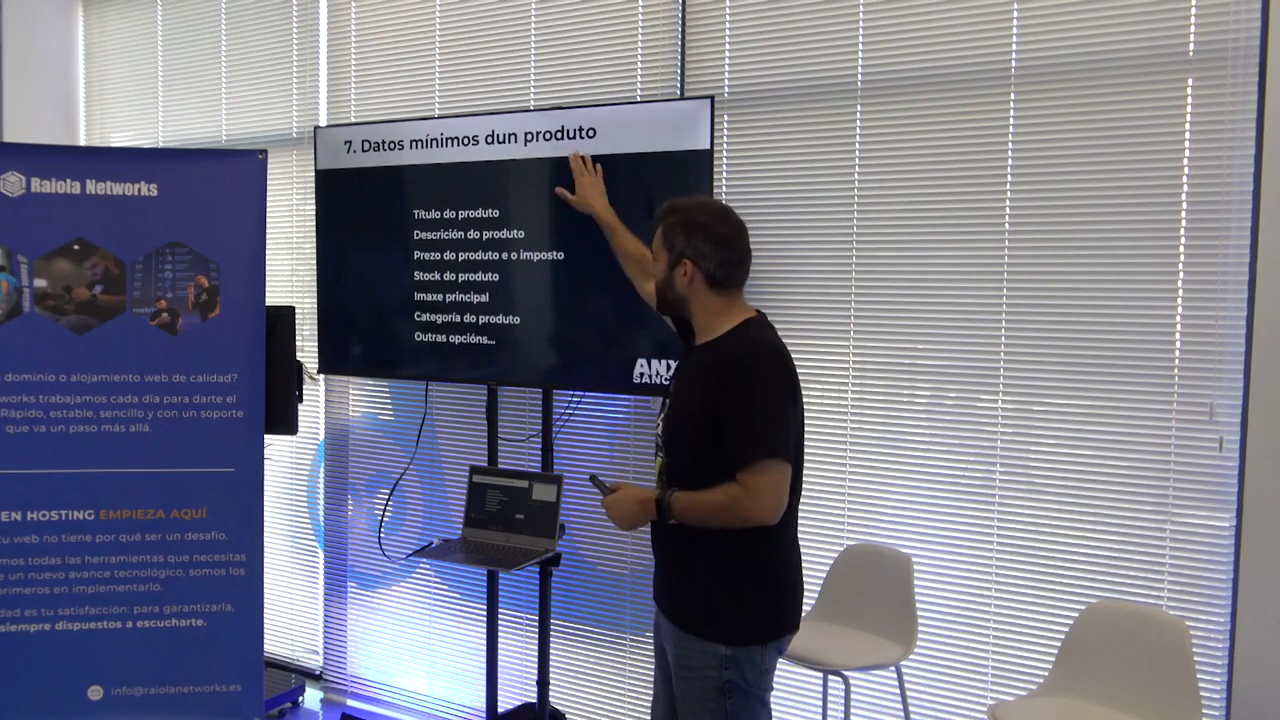 Raiola Networks
dominio o alojamiento web de calidad?
works trabajamos cada día para darte el
Rápido, estable, sencillo y con un soporte
que va un paso más allá.
EN HOSTING EMPIEZA AQUÍ
tu web no tiene por qué ser un desafío.
mos todas las herramientas que necesitas
e un nuevo avance tecnológico, somos los
primeros en implementarlo.
dad es tu satisfacción: para garantizarla,
siempre dispuestos a escucharte.
info@raiolanetworks.es
7. Datos mínimos dun produto
Título do produto
Descrición do produto
Prezo do produto e o imposto
Stock do produto
Imaxe principal
Categoría do produto
Outras opcións...
ANX
SANC